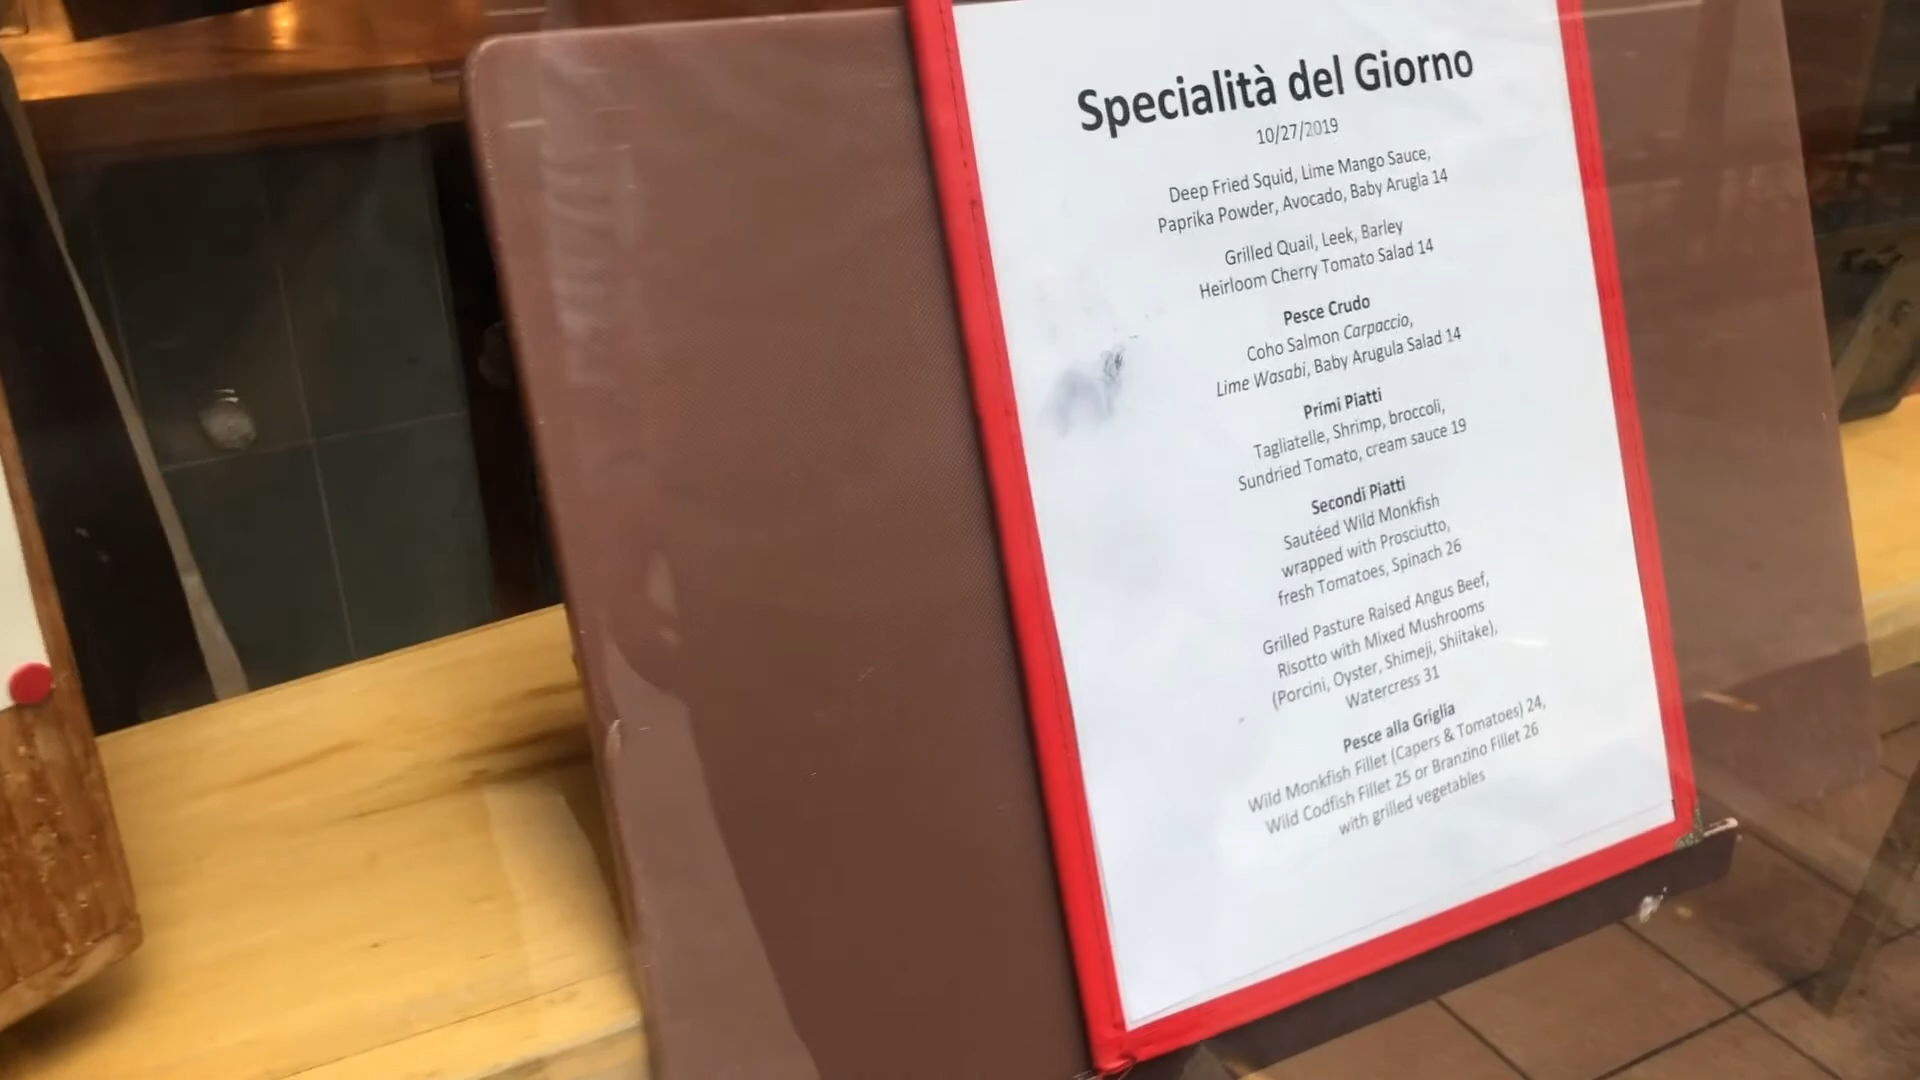 Specialità del Giorno
10/27/2019
Deep Fried Squid, Lime Mango Sauce,
Paprika Powder, Avocado, Baby Arugla 14
Grilled Quail, Leek, Barley
Heirloom Cherry Tomato Salad 14
Pesce Crudo
Coho Salmon Carpaccio,
Lime Wasabi, Baby Arugula Salad 14
Primi Piatti
Tagliatelle, Shrimp, broccoli,
Sundried Tomato, cream sauce 19
Secondi Piatti
Sautéed Wild Monkfish
wrapped with Prosciutto,
fresh Tomatoes, Spinach 26
Grilled Pasture Raised Angus Beef,
Risotto with Mixed Mushrooms
(Porcini, Oyster, Shimeji, Shiitake),
Watercress 31
Pesce alla Griglia
Wild Monkfish Fillet (Capers & Tomatoes) 24,
Wild Codfish Fillet 25 or Branzino Fillet 26
with grilled vegetables